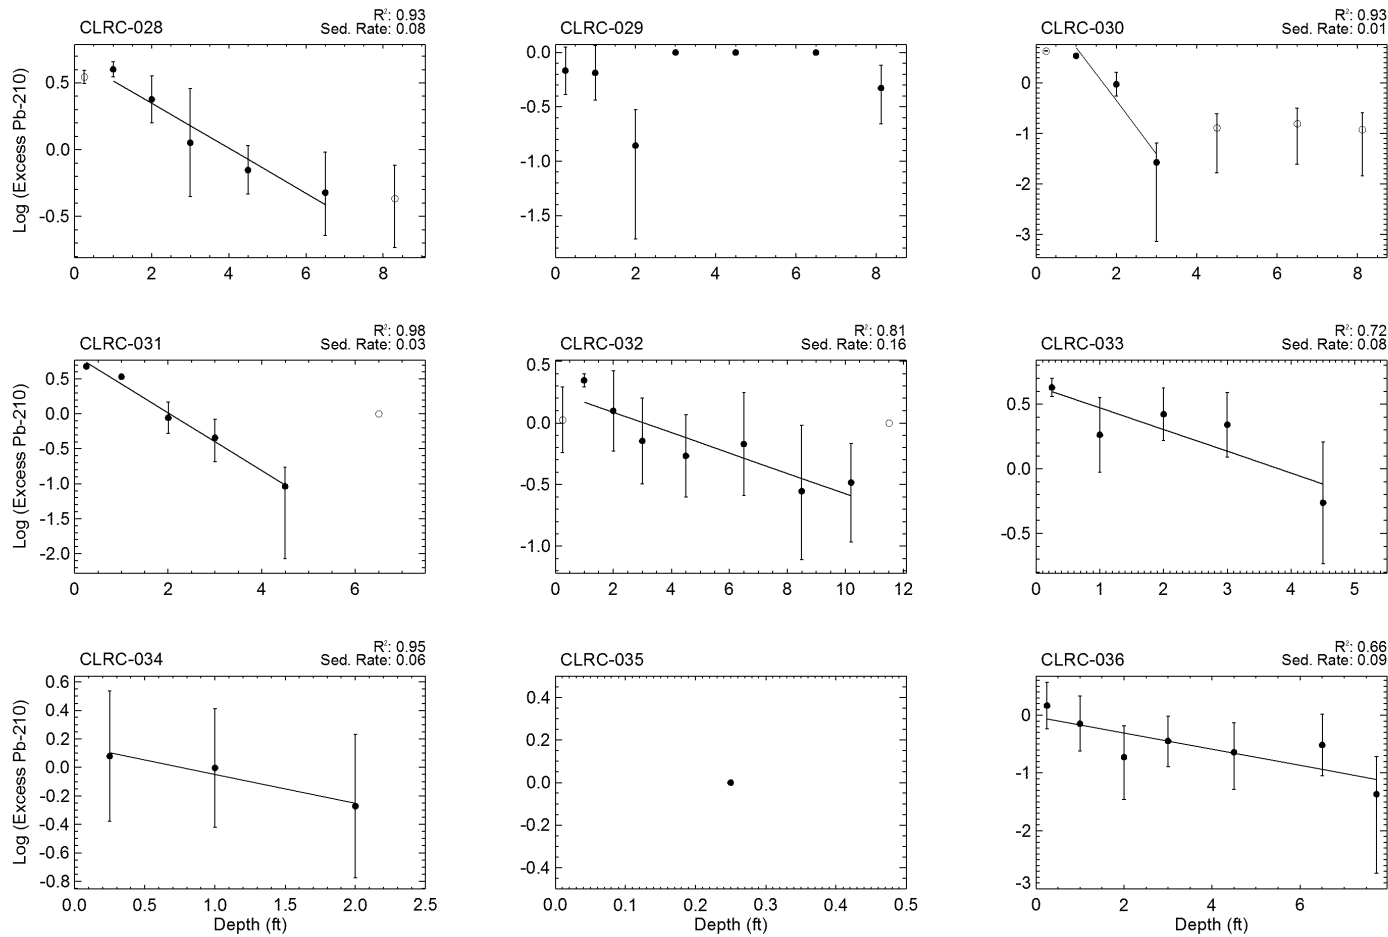 CLRC-028
R²: 0.93
Sed. Rate: 0.08
Log (Excess Pb-210)
0.5
0.0
-0.5
0 2 4 6 8
CLRC-029
0.0
-0.5
-1.0
-1.5
0 2 4 6 8
CLRC-030
R²: 0.93
Sed. Rate: 0.01
0
-1
-2
-3
0 2 4 6 8
CLRC-031
R²: 0.98
Sed. Rate: 0.03
Log (Excess Pb-210)
0.5
0.0
-0.5
-1.0
-1.5
-2.0
0 2 4 6
CLRC-032
R²: 0.81
Sed. Rate: 0.16
0.5
0.0
-0.5
-1.0
0 2 4 6 8 10 12
CLRC-033
R²: 0.72
Sed. Rate: 0.08
0.5
0.0
-0.5
0 1 2 3 4 5
CLRC-034
R²: 0.95
Sed. Rate: 0.06
Log (Excess Pb-210)
0.6
0.4
0.2
0.0
-0.2
-0.4
-0.6
-0.8
0.0 0.5 1.0 1.5 2.0 2.5
Depth (ft)
CLRC-035
0.4
0.2
0.0
-0.2
-0.4
0.0 0.1 0.2 0.3 0.4 0.5
Depth (ft)
CLRC-036
R²: 0.66
Sed. Rate: 0.09
0
-1
-2
-3
0 2 4 6
Depth (ft)